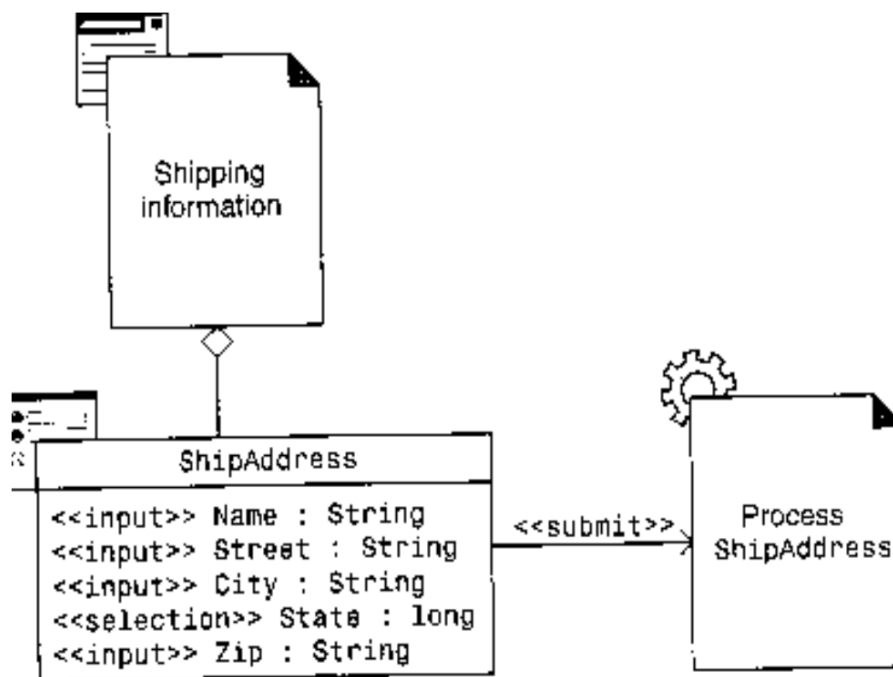 Shipping
information
ShipAddress
<<input>> Name : String
<<input>> Street : String
<<input>> City : String
<<selection>> State : long
<<input>> Zip : String
<<submit>>
Process
ShipAddress